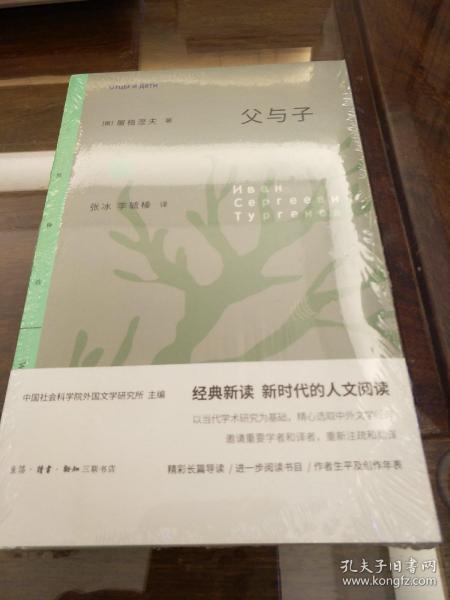 Отцы и дети
父与子
[俄] 屠格涅夫 著
Иван
Сергеевич
Тургенев
张冰 李毓榛 译
中国社会科学院外国文学研究所 主编
经典新读 新时代的人文阅读
以当代学术研究为基础，精心选取中外文学
邀请重要学者和译者，重新注疏和
精彩长篇导读 / 进一步阅读书目 / 作者生平及创作年表
生活·讀書·新知三联书店
孔夫子旧书网
www.kongfz.com